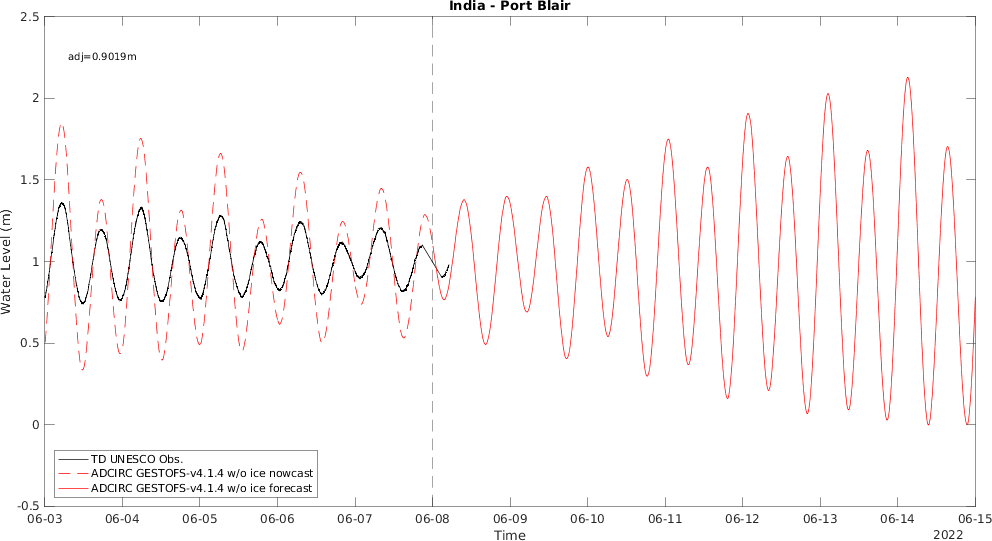 India - Port Blair
adj=0.9019m
Water Level (m)
2.5
2
1.5
1
0.5
0
-0.5
TD UNESCO Obs.
ADCIRC GESTOFS-v4.1.4 w/o ice nowcast
ADCIRC GESTOFS-v4.1.4 w/o ice forecast
06-03 06-04 06-05 06-06 06-07 06-08 06-09 06-10 06-11 06-12 06-13 06-14 06-15
Time
2022